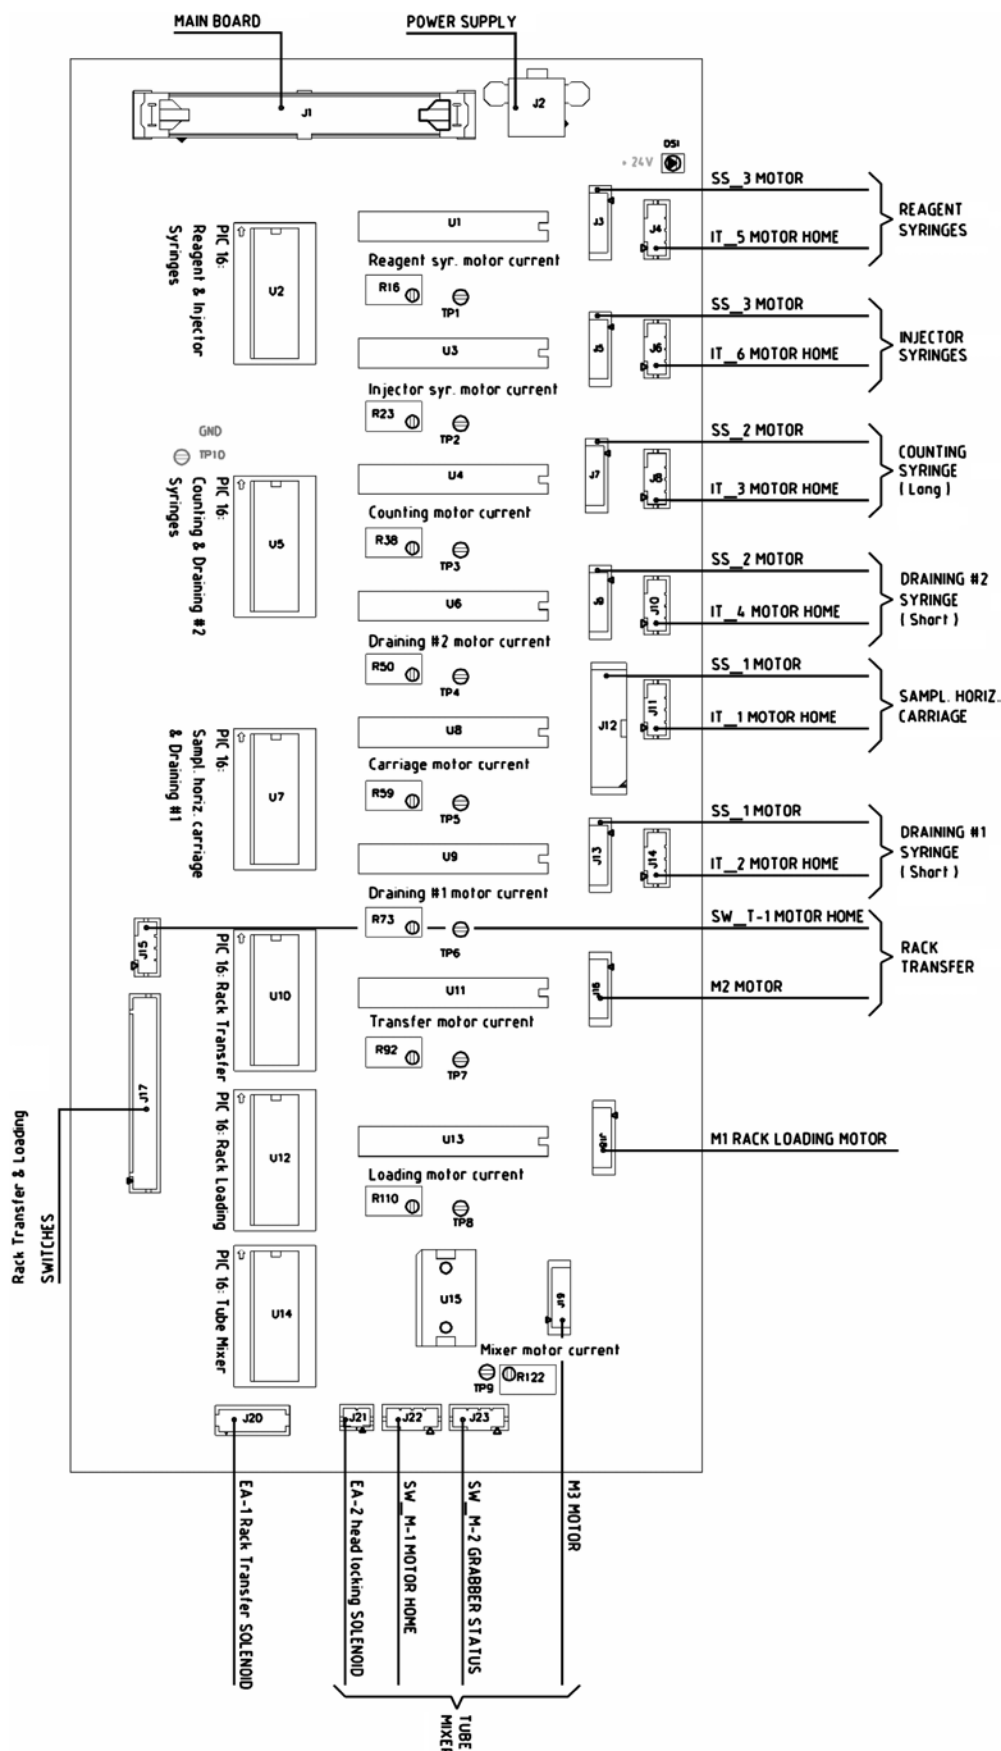 MAIN BOARD
POWER SUPPLY
J1
J2
DS1
+ 24V
SS_3 MOTOR
J3
J4
IT_5 MOTOR HOME
REAGENT
SYRINGES
PIC 16:
Reagent & Injector
Syringes
U2
U1
Reagent syr. motor current
R16
TP1
SS_3 MOTOR
J5
J6
IT_6 MOTOR HOME
INJECTOR
SYRINGES
U3
Injector syr. motor current
R23
TP2
GND
TP10
SS_2 MOTOR
J7
J8
IT_3 MOTOR HOME
COUNTING
SYRINGE
( Long )
PIC 16:
Counting & Draining #2
Syringes
U5
U4
Counting motor current
R38
TP3
SS_2 MOTOR
J9
J10
IT_4 MOTOR HOME
DRAINING #2
SYRINGE
( Short )
U6
Draining #2 motor current
R50
TP4
SS_1 MOTOR
J12
J11
IT_1 MOTOR HOME
SAMPL. HORIZ.
CARRIAGE
PIC 16:
Sampl. horiz. carriage
& Draining #1
U7
U8
Carriage motor current
R59
TP5
SS_1 MOTOR
J13
J14
IT_2 MOTOR HOME
DRAINING #1
SYRINGE
( Short )
U9
Draining #1 motor current
R73
TP6
SW_T-1 MOTOR HOME
J15
RACK
TRANSFER
PIC 16: Rack Transfer
U10
U11
J16
M2 MOTOR
Transfer motor current
R92
TP7
J17
Rack Transfer & Loading
SWITCHES
PIC 16: Rack Loading
U12
U13
J18
M1 RACK LOADING MOTOR
Loading motor current
R110
TP8
PIC 16: Tube Mixer
U14
U15
J19
Mixer motor current
TP9
R122
J20
J21
J22
J23
EA-1 Rack Transfer SOLENOID
EA-2 head locking SOLENOID
SW_M-1 MOTOR HOME
SW_M-2 GRABBER STATUS
M3 MOTOR
TUBE
MIXER